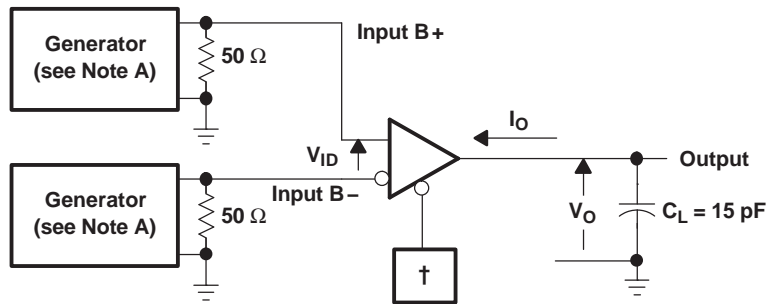 Generator
(see Note A)
50 Ω
Input B+
V_ID
I_O
Output
Generator
(see Note A)
50 Ω
Input B−
V_O
C_L = 15 pF
†